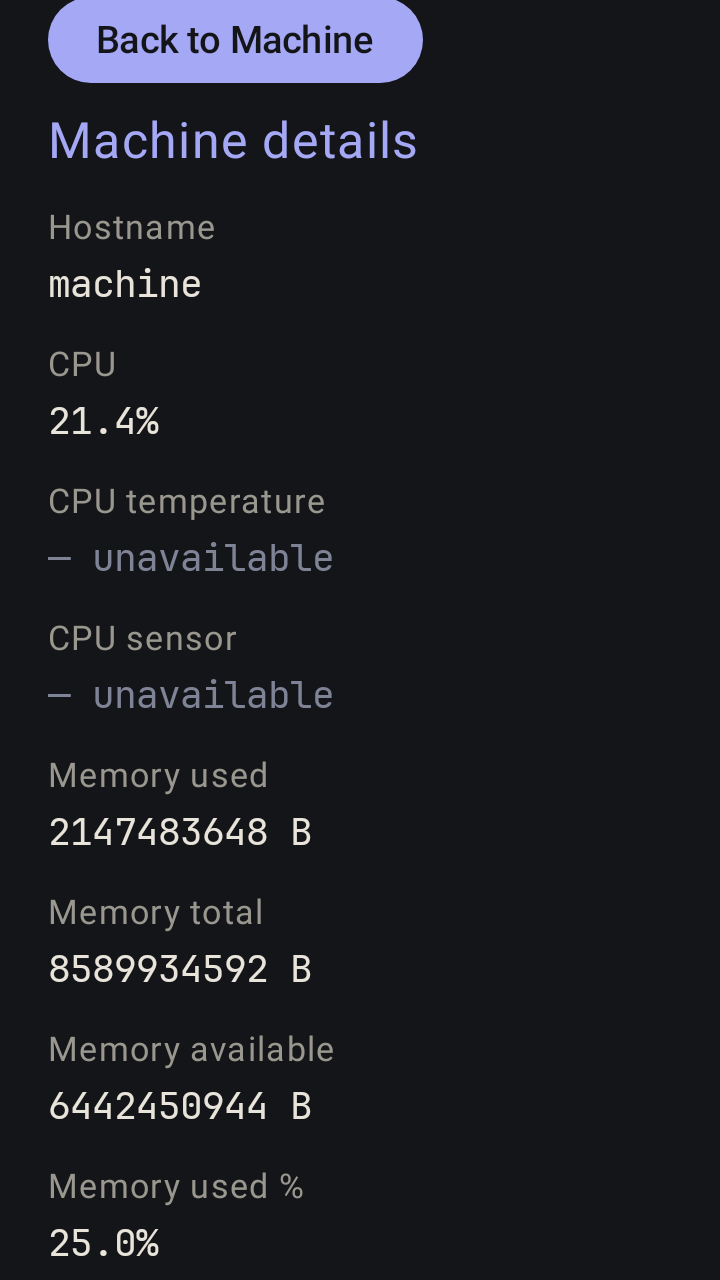 Back to Machine
Machine details
Hostname
machine
CPU
21.4%
CPU temperature
— unavailable
CPU sensor
— unavailable
Memory used
2147483648 B
Memory total
8589934592 B
Memory available
6442450944 B
Memory used %
25.0%